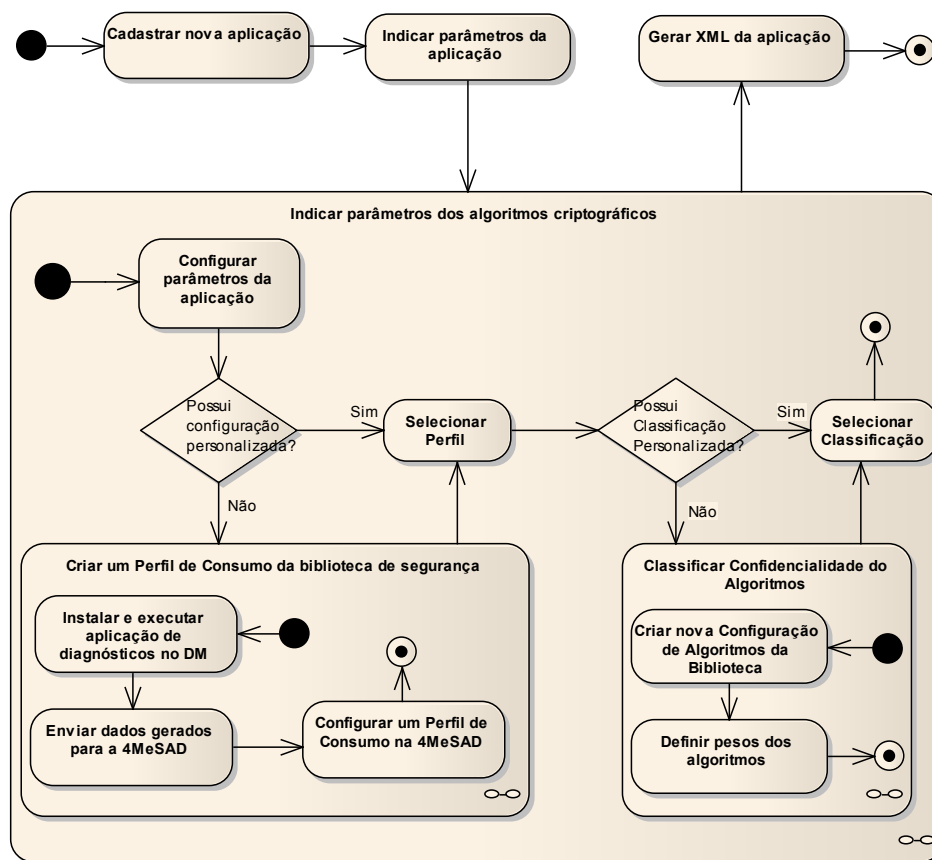 Cadastrar nova aplicação
Indicar parâmetros da
aplicação
Gerar XML da aplicação
Indicar parâmetros dos algoritmos criptográficos
Configurar
parâmetros da
aplicação
Possui
configuração
personalizada?
Sim
Selecionar
Perfil
Possui
Classificação
Personalizada?
Sim
Selecionar
Classificação
Não
Não
Criar um Perfil de Consumo da biblioteca de segurança
Instalar e executar
aplicação de
diagnósticos no DM
Enviar dados gerados
para a 4MeSAD
Configurar um Perfil de
Consumo na 4MeSAD
Classificar Confidencialidade do
Algoritmos
Criar nova Configuração
de Algoritmos da
Biblioteca
Definir pesos dos
algoritmos